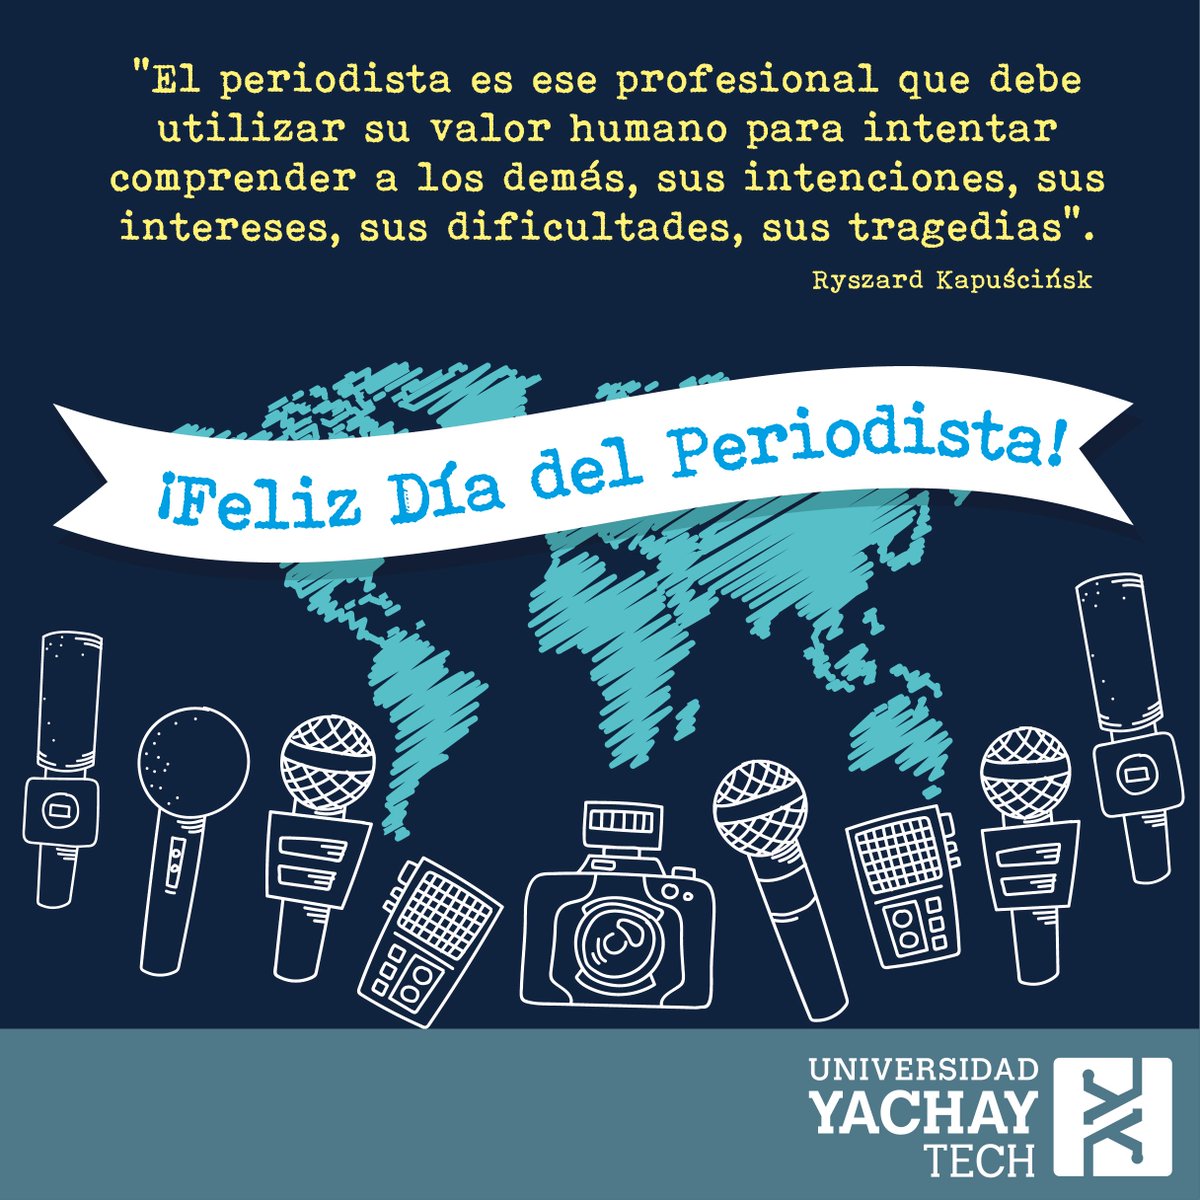 "El periodista es ese profesional que debe
utilizar su valor humano para intentar
comprender a los demás, sus intenciones, sus
intereses, sus dificultades, sus tragedias".
Ryszard Kapuścińsk
¡Feliz Día del Periodista!
UNIVERSIDAD
YACHAY
TECH